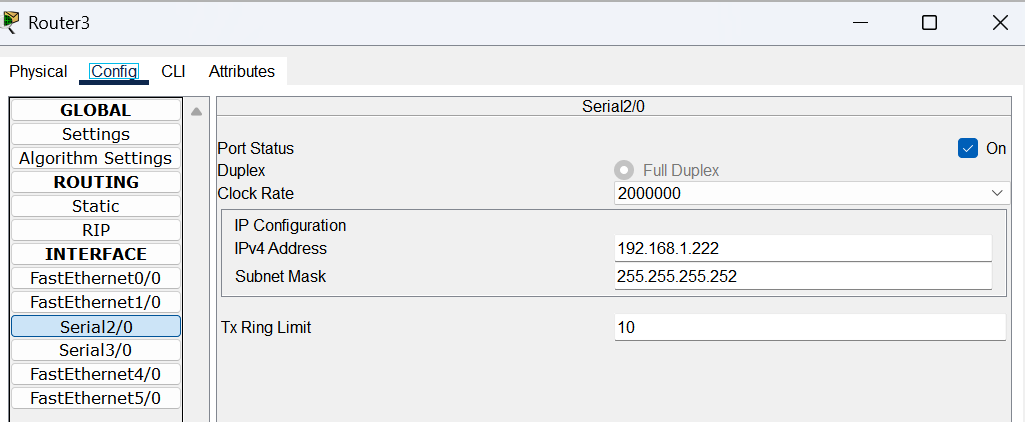 Router3
Physical Config CLI Attributes
GLOBAL
Settings
Algorithm Settings
ROUTING
Static
RIP
INTERFACE
FastEthernet0/0
FastEthernet1/0
Serial2/0
Serial3/0
FastEthernet4/0
FastEthernet5/0
Serial2/0
Port Status On
Duplex Full Duplex
Clock Rate 2000000
IP Configuration
IPv4 Address 192.168.1.222
Subnet Mask 255.255.255.252
Tx Ring Limit 10